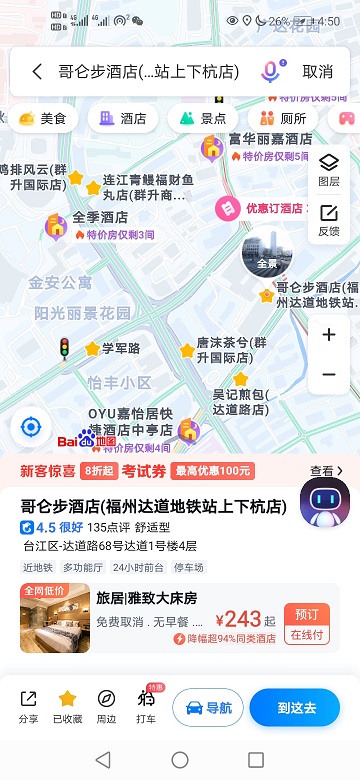 26% 4:50
哥仑步酒店(...站上下杭店)
取消
特价房仅剩5间
美食
酒店
景点
厕所
富华丽嘉酒店
特价房仅剩5间
鸡排风云(群
升国际店)
连江青鳗福财鱼
丸店(群升商...
图层
优惠订酒店
反馈
全季酒店
特价房仅剩3间
全景
金安公寓
阳光丽景花园
哥仑步酒店(福
州达道地铁站...
学军路
唐沫茶兮(群
升国际店)
怡丰小区
吴记煎包(
达道路店)
OYU嘉怡居快
捷酒店中亭店
特价房仅剩4间
Bai地图
新客惊喜 8折起 考试券 最高优惠100元 查看
哥仑步酒店(福州达道地铁站上下杭店)
4.5 很好 135点评 舒适型
台江区-达道路68号达道1号楼4层
近地铁 多功能厅 24小时前台 停车场
全网低价
旅居|雅致大床房
免费取消 . 无早餐 ....
¥243起
降幅超94%同类酒店
预订
在线付
分享
已收藏
周边
特惠
打车
导航
到这去